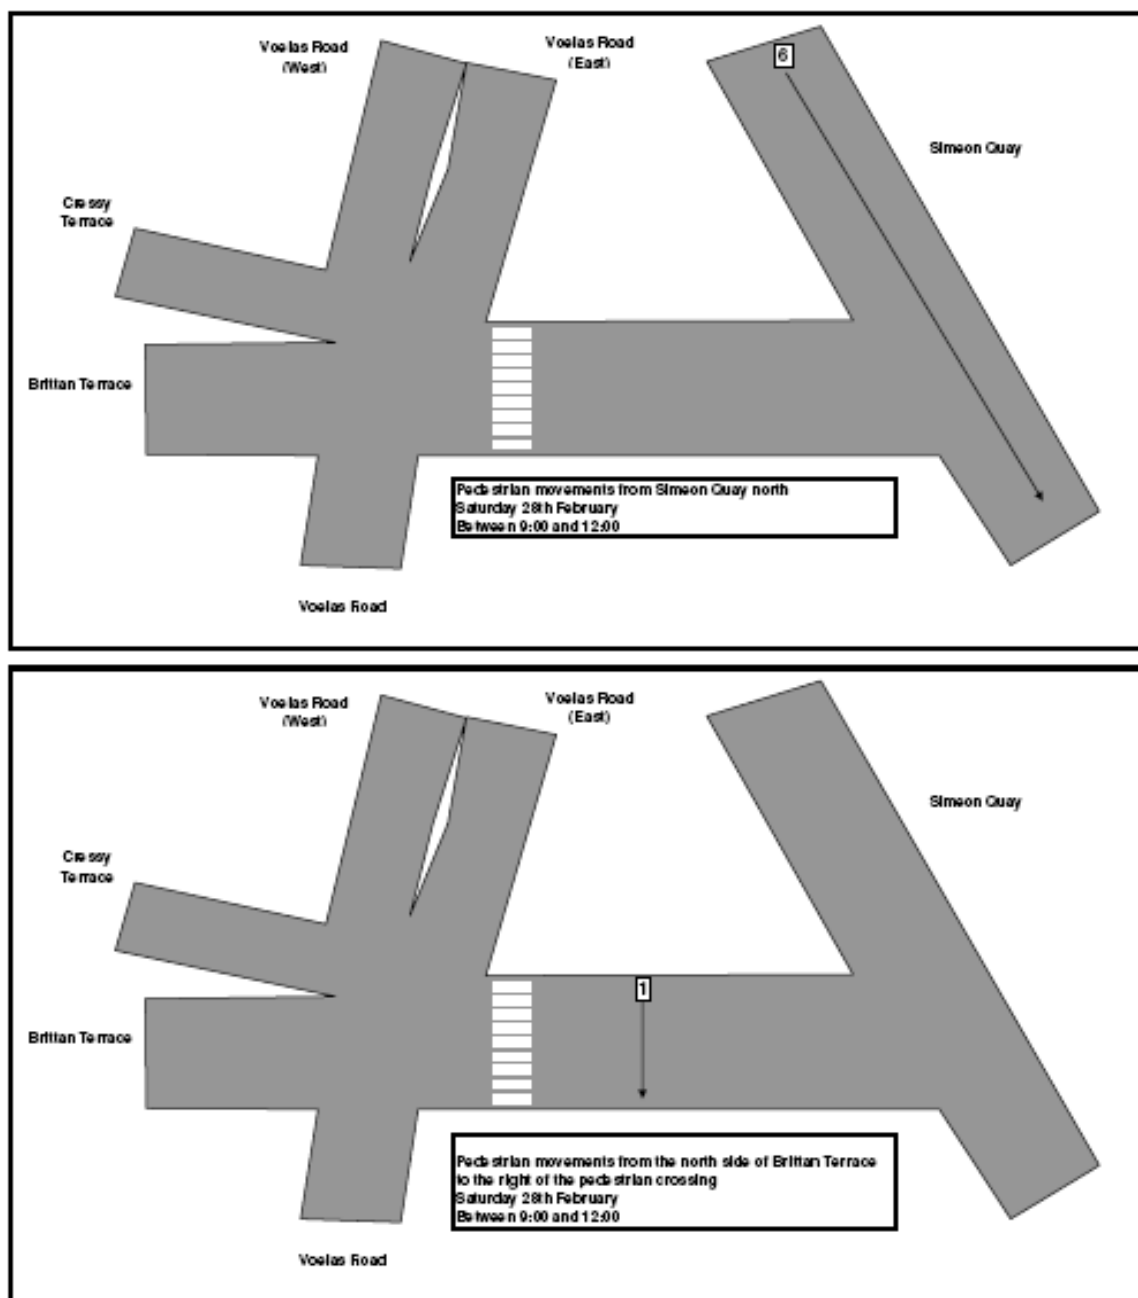 Voelas Road
(West)
Voelas Road
(East)
6
Simeon Quay
Cressy
Terrace
Brittan Terrace
Pedestrian movements from Simeon Quay north
Saturday 28th February
Between 9:00 and 12:00
Voelas Road
Voelas Road
(West)
Voelas Road
(East)
Simeon Quay
Cressy
Terrace
1
Brittan Terrace
Pedestrian movements from the north side of Brittan Terrace
to the right of the pedestrian crossing
Saturday 28th February
Between 9:00 and 12:00
Voelas Road